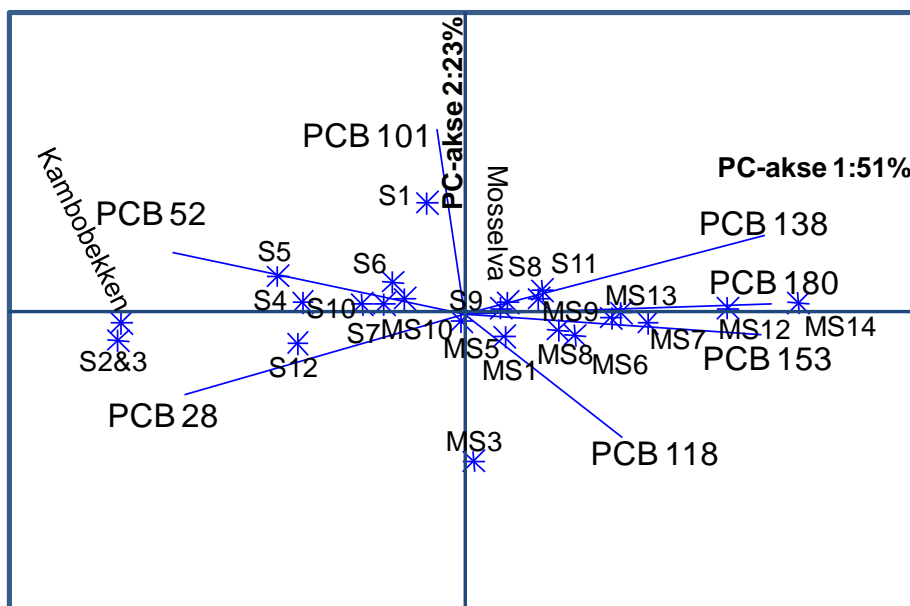 PC-akse 2:23%
PCB 101
PC-akse 1:51%
Kambobekken
Mosselva
S1
PCB 52
PCB 138
S5
S6
S8
S11
S4
S10
S9
PCB 180
MS13
MS9
S7
MS10
MS12
MS14
S2&3
S12
MS5
MS1
MS8
MS6
MS7
PCB 153
PCB 28
MS3
PCB 118